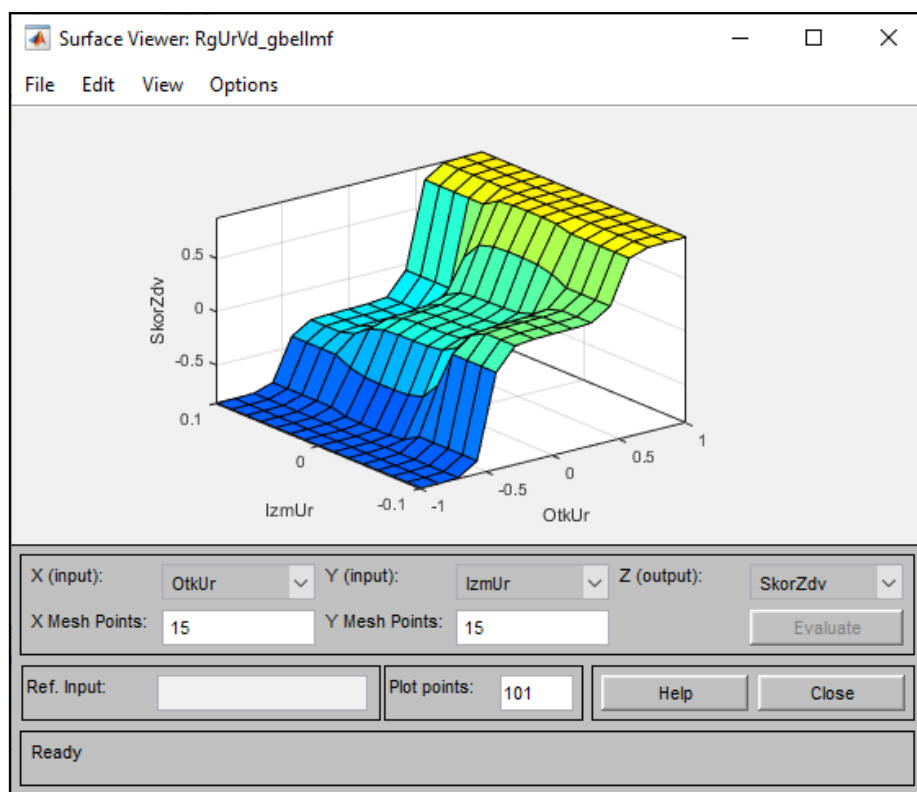 Surface Viewer: RgUrVd_gbellmf
File Edit View Options
0.5
0
-0.5
SkorZdv
0.1
0
-0.1
IzmUr
-1
-0.5
0
0.5
1
OtkUr
X (input): OtkUr Y (input): IzmUr Z (output): SkorZdv
X Mesh Points: 15 Y Mesh Points: 15 Evaluate
Ref. Input: Plot points: 101 Help Close
Ready